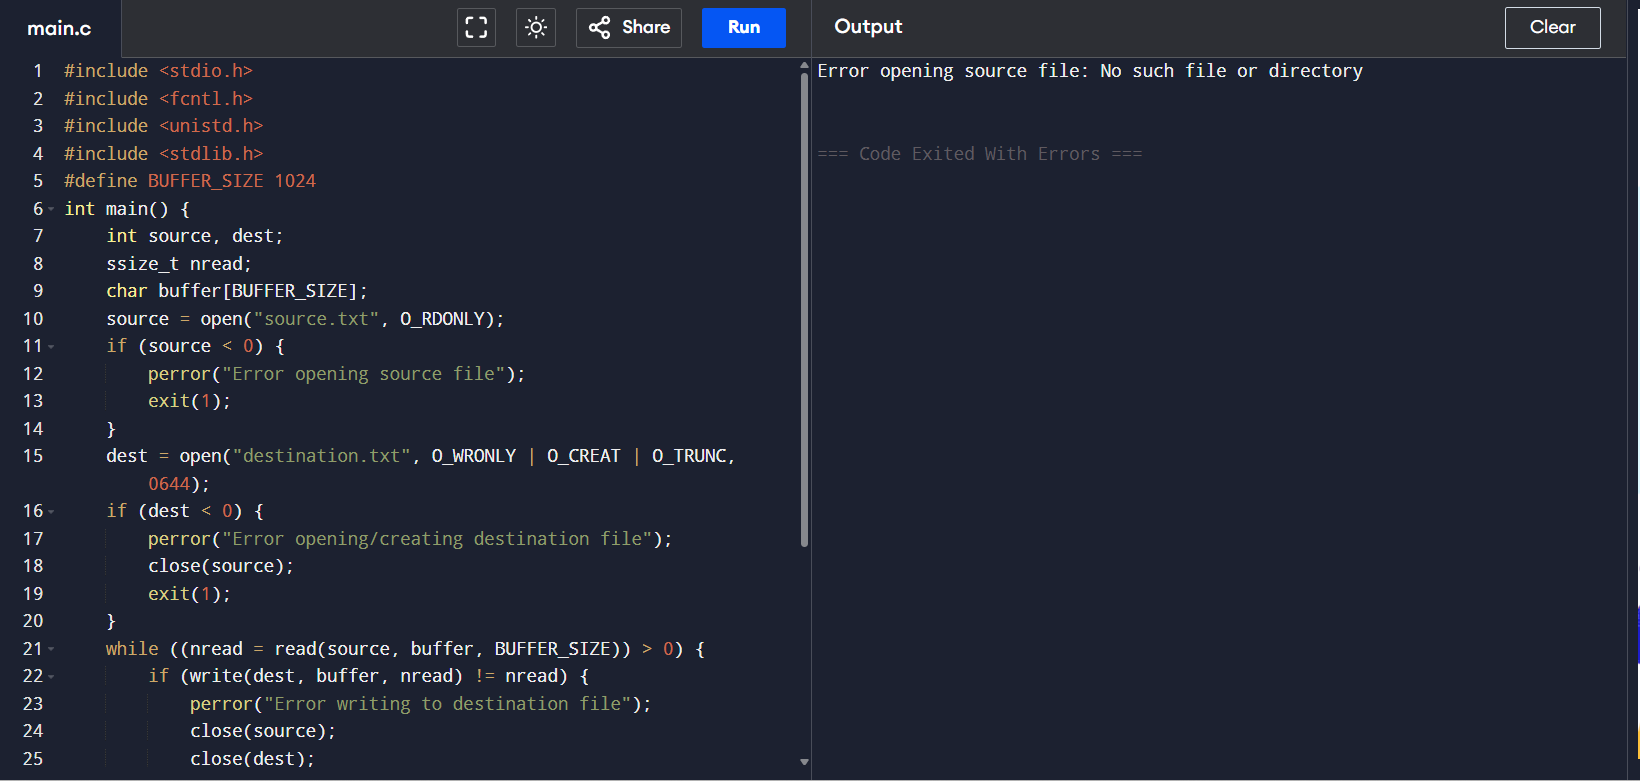 main.c
Share
Run
Output
Clear
1 #include <stdio.h>
2 #include <fcntl.h>
3 #include <unistd.h>
4 #include <stdlib.h>
5 #define BUFFER_SIZE 1024
6 int main() {
7     int source, dest;
8     ssize_t nread;
9     char buffer[BUFFER_SIZE];
10     source = open("source.txt", O_RDONLY);
11     if (source < 0) {
12         perror("Error opening source file");
13         exit(1);
14     }
15     dest = open("destination.txt", O_WRONLY | O_CREAT | O_TRUNC,
        0644);
16     if (dest < 0) {
17         perror("Error opening/creating destination file");
18         close(source);
19         exit(1);
20     }
21     while ((nread = read(source, buffer, BUFFER_SIZE)) > 0) {
22         if (write(dest, buffer, nread) != nread) {
23             perror("Error writing to destination file");
24             close(source);
25             close(dest);
Error opening source file: No such file or directory
=== Code Exited With Errors ===